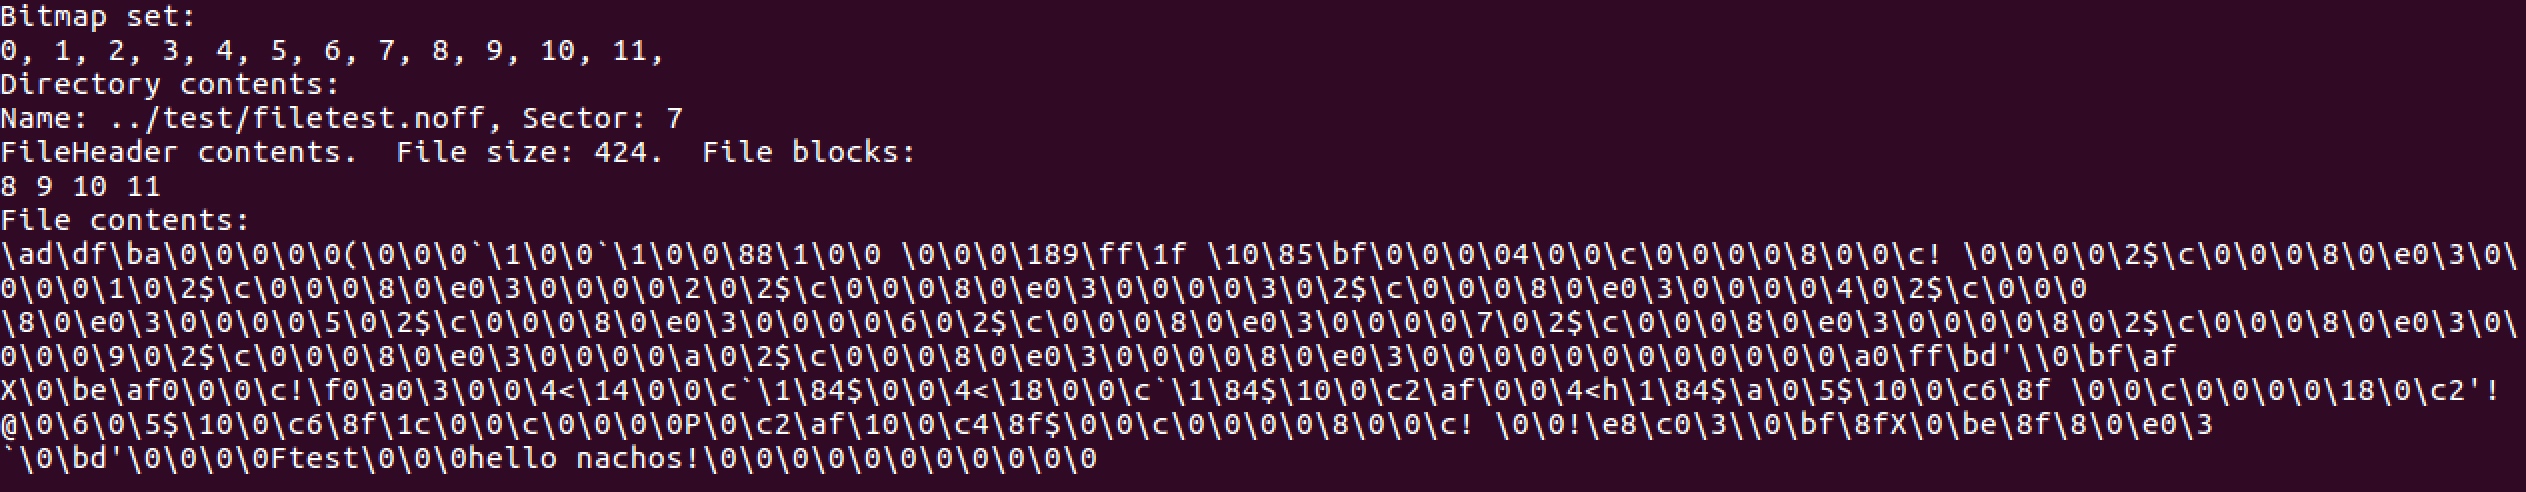 Bitmap set:
0, 1, 2, 3, 4, 5, 6, 7, 8, 9, 10, 11,
Directory contents:
Name: ../test/filetest.noff, Sector: 7
FileHeader contents.  File size: 424.  File blocks:
8 9 10 11
File contents:
\ad\df\ba\0\0\0\0\0(\0\0\0`\1\0\0`\1\0\0\88\1\0\0 \0\0\0\189\ff\1f \10\85\bf\0\0\0\04\0\0\c\0\0\0\0\8\0\0\c! \0\0\0\0\2$\c\0\0\0\8\0\e0\3\0\
0\0\0\1\0\2$\c\0\0\0\8\0\e0\3\0\0\0\0\2\0\2$\c\0\0\0\8\0\e0\3\0\0\0\0\3\0\2$\c\0\0\0\8\0\e0\3\0\0\0\0\4\0\2$\c\0\0\0
\8\0\e0\3\0\0\0\0\5\0\2$\c\0\0\0\8\0\e0\3\0\0\0\0\6\0\2$\c\0\0\0\8\0\e0\3\0\0\0\0\7\0\2$\c\0\0\0\8\0\e0\3\0\0\0\0\8\0\2$\c\0\0\0\8\0\e0\3\0\
0\0\0\9\0\2$\c\0\0\0\8\0\e0\3\0\0\0\0\a\0\2$\c\0\0\0\8\0\e0\3\0\0\0\0\8\0\e0\3\0\0\0\0\0\0\0\0\0\0\0\0\a0\ff\bd'\\0\bf\af
X\0\be\af0\0\0\0\c!\f0\a0\3\0\0\4<\14\0\0\c`\1\84$\0\0\4<\18\0\0\c`\1\84$\10\0\c2\af\0\0\4<h\1\84$\a\0\5$\10\0\c6\8f \0\0\c\0\0\0\0\18\0\c2'!
@\0\6\0\5$\10\0\c6\8f\1c\0\0\c\0\0\0\0P\0\c2\af\10\0\c4\8f$\0\0\c\0\0\0\0\8\0\0\c! \0\0!\e8\c0\3\\0\bf\8fX\0\be\8f\8\0\e0\3
`\0\bd'\0\0\0\0Ftest\0\0\0hello nachos!\0\0\0\0\0\0\0\0\0\0\0